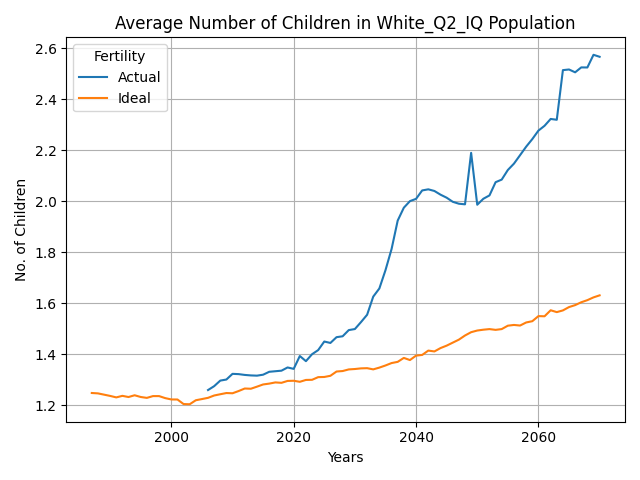 Average Number of Children in White_Q2_IQ Population
Fertility
Actual
Ideal
No. of Children
2.6
2.4
2.2
2.0
1.8
1.6
1.4
1.2
2000
2020
2040
2060
Years